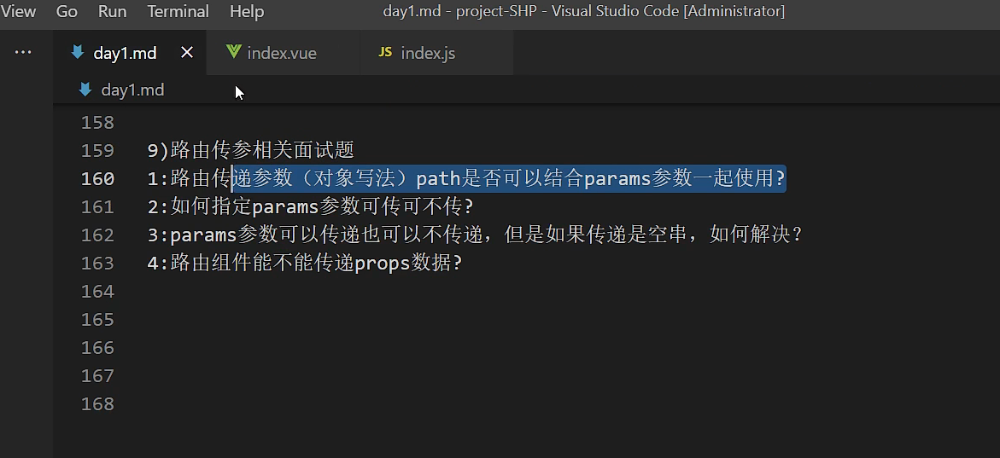 View Go Run Terminal Help day1.md - project-SHP - Visual Studio Code [Administrator]
··· day1.md × index.vue JS index.js
day1.md
158
159 9)路由传参相关面试题
160 1:路由传递参数（对象写法）path是否可以结合params参数一起使用?
161 2:如何指定params参数可传可不传?
162 3:params参数可以传递也可以不传递，但是如果传递是空串，如何解决？
163 4:路由组件能不能传递props数据?
164
165
166
167
168